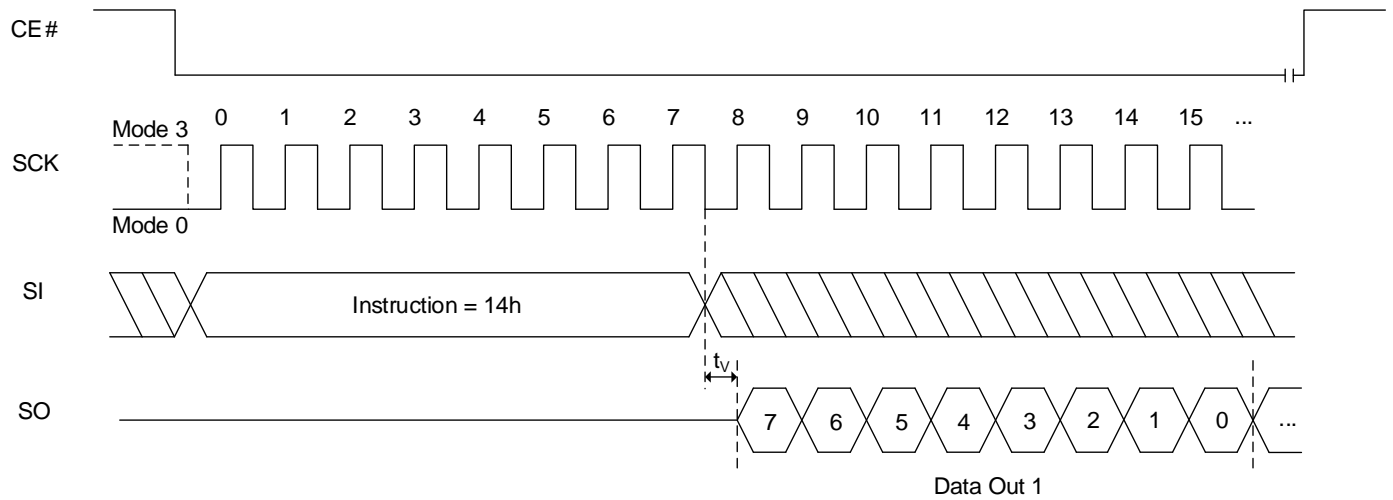 CE#
0 1 2 3 4 5 6 7 8 9 10 11 12 13 14 15 ...
Mode 3
SCK
Mode 0
SI
Instruction = 14h
tV
SO
7 6 5 4 3 2 1 0 ...
Data Out 1